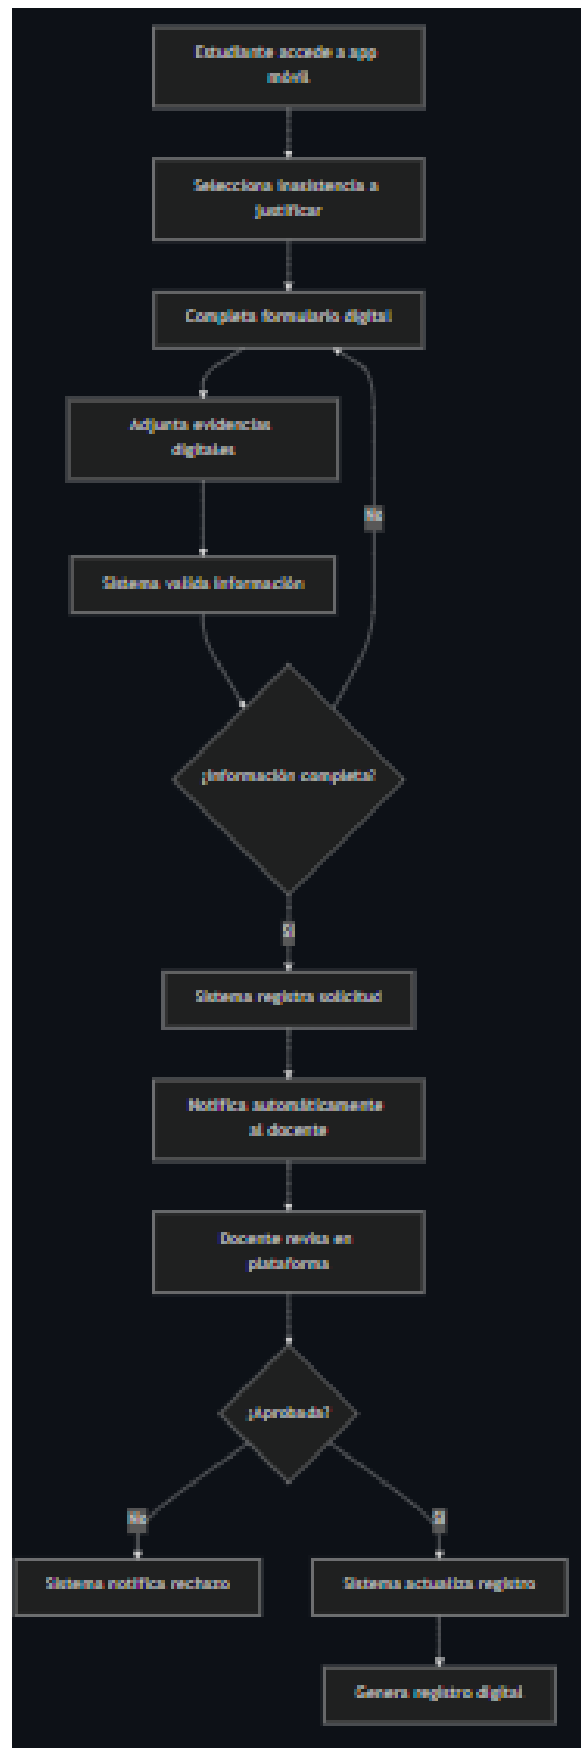 Estudiante accede a app
móvil
Selecciona inasistencia a
justificar
Completa formulario digital
Adjunta evidencias
digitales
No
Sistema valida información
¿Información completa?
Sí
Sistema registra solicitud
Notifica automáticamente
al docente
Docente revisa en
plataforma
¿Aprobada?
No
Sí
Sistema notifica rechazo
Sistema actualiza registro
Genera registro digital